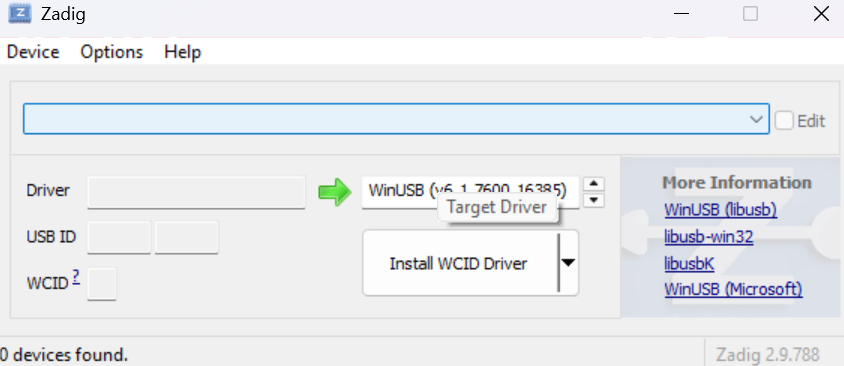 Zadig
Device Options Help
Edit
Driver
WinUSB (v6.1.7600.16385)
Target Driver
More Information
WinUSB (libusb)
USB ID
libusb-win32
Install WCID Driver
libusbK
WCID ?
WinUSB (Microsoft)
0 devices found.
Zadig 2.9.788